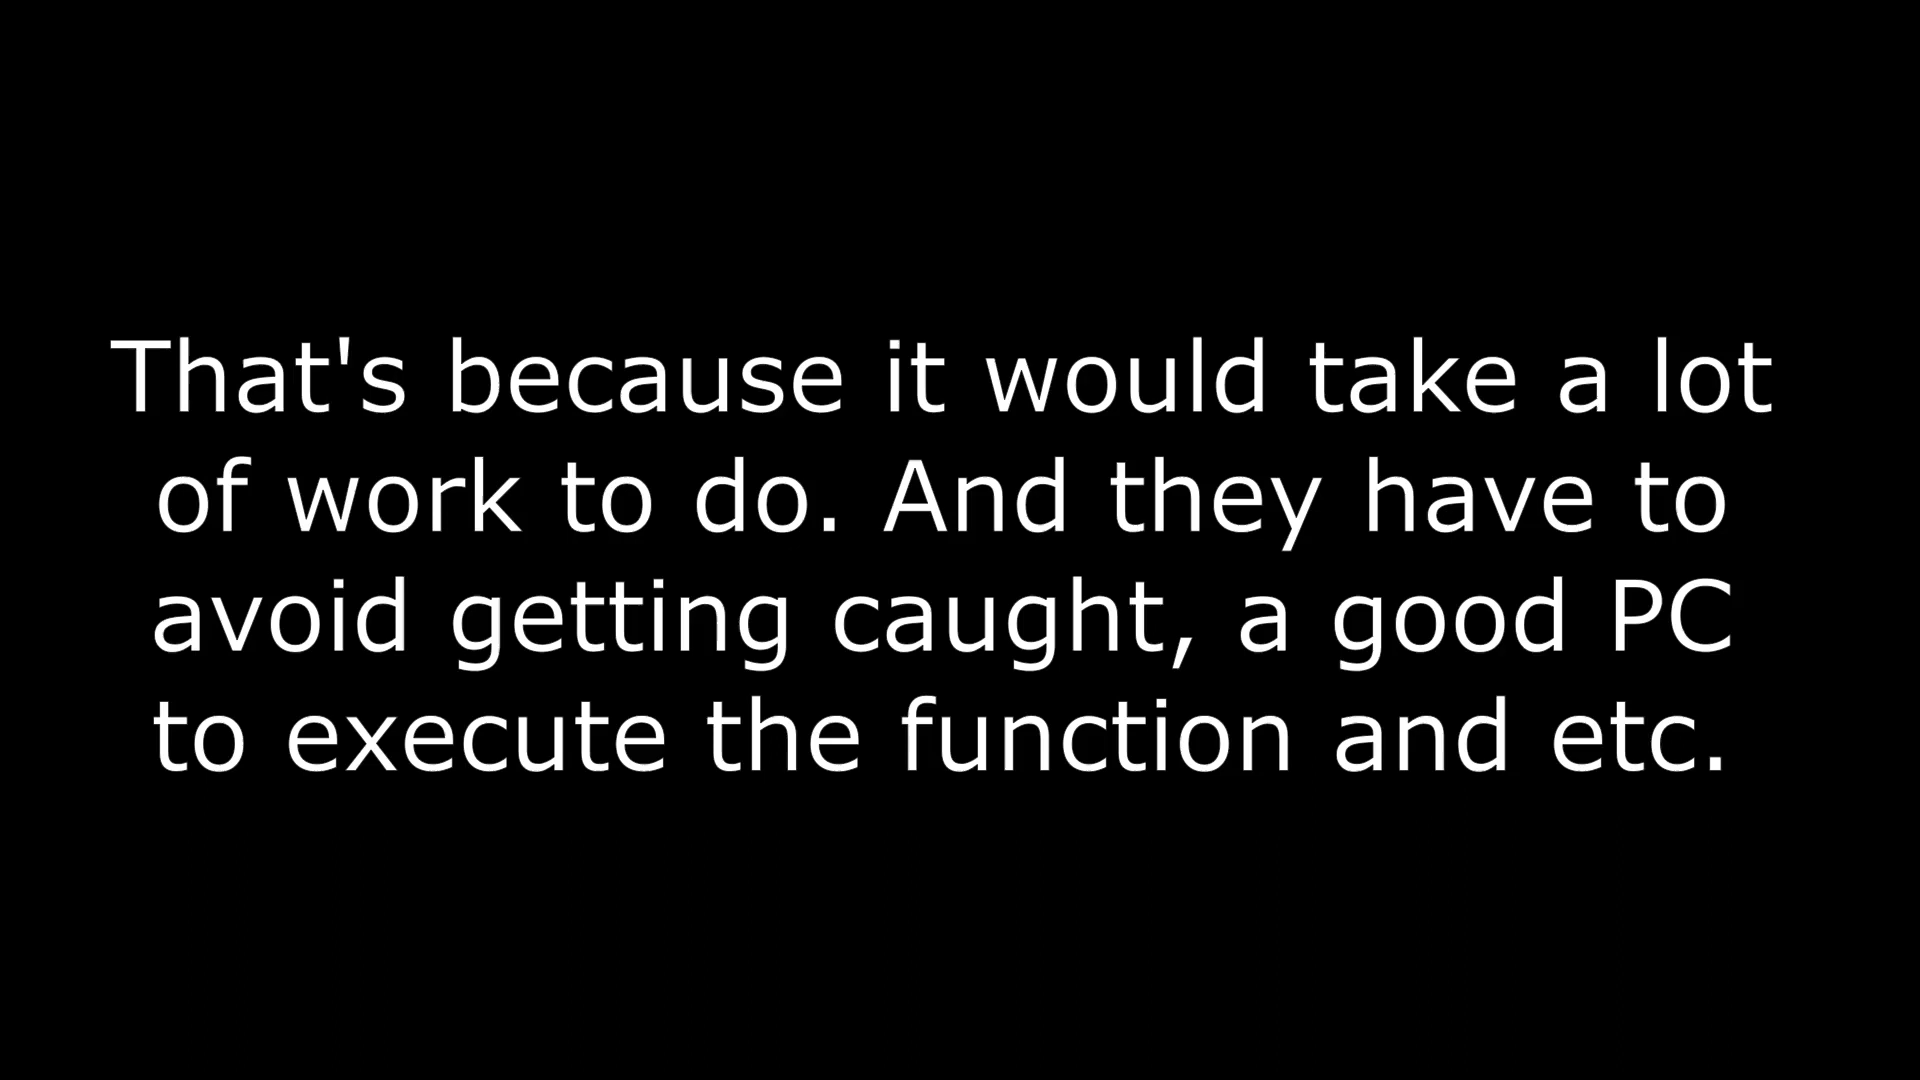 That's because it would take a lot
of work to do. And they have to
avoid getting caught, a good PC
to execute the function and etc.